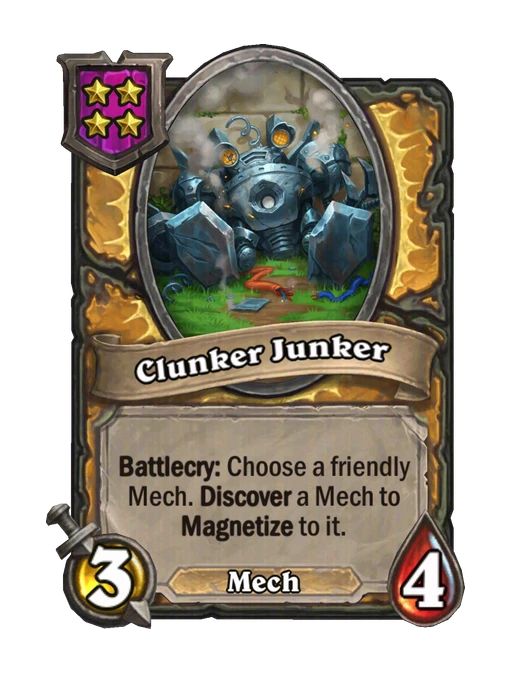 Clunker Junker
Battlecry: Choose a friendly
Mech. Discover a Mech to
Magnetize to it.
3
Mech
4